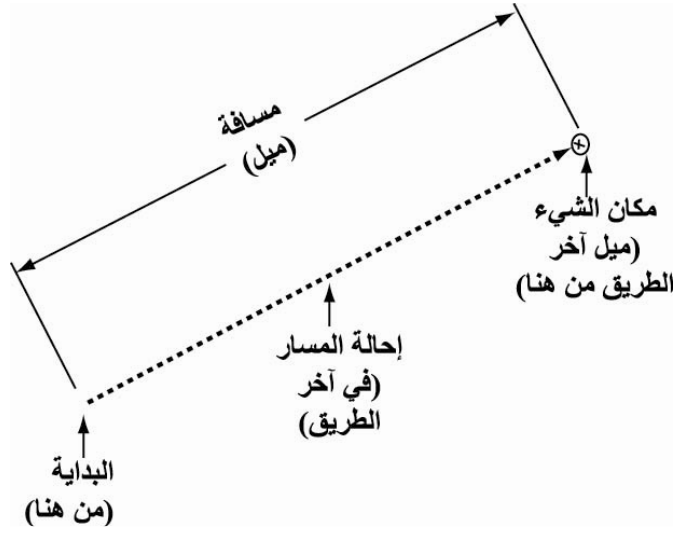 مسافة
(ميل)
مكان الشيء
(ميل آخر
الطريق من هنا)
إحالة المسار
(في آخر
الطريق)
البداية
(من هنا)